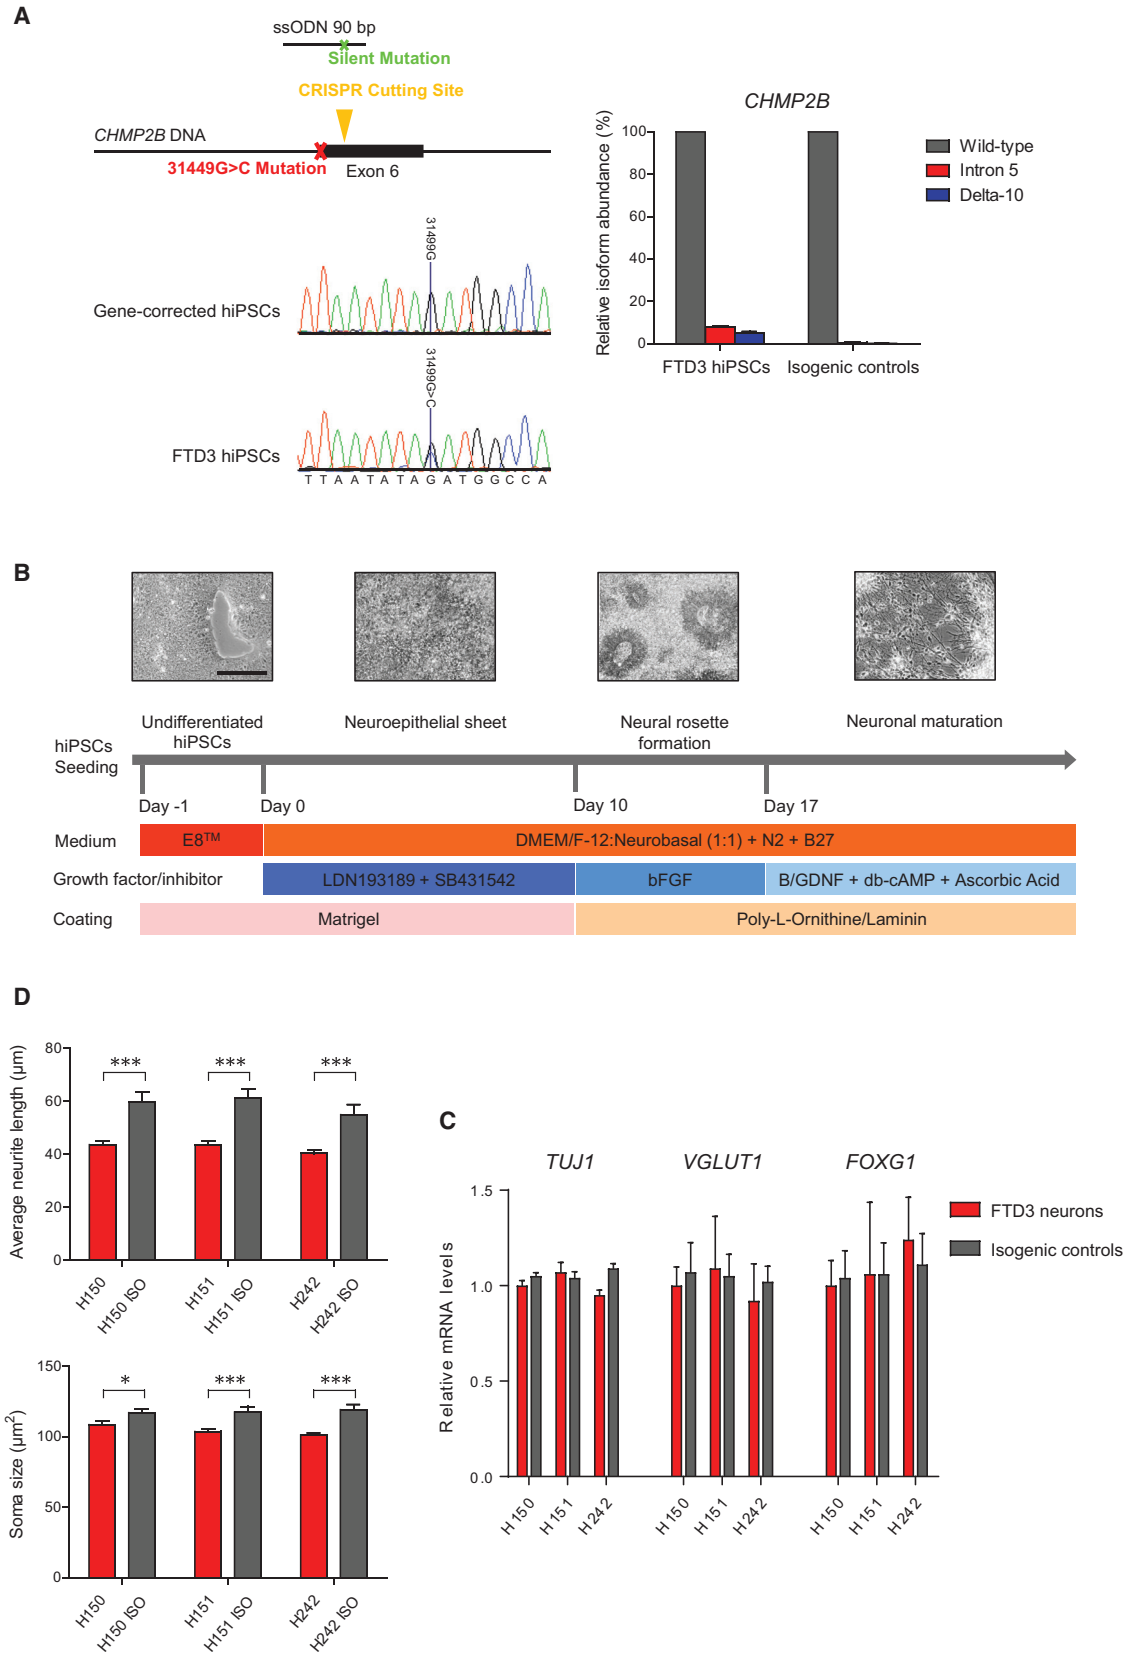 A
ssODN 90 bp
Silent Mutation
CRISPR Cutting Site
CHMP2B DNA
31449G>C Mutation
Exon 6
31499G
Gene-corrected hiPSCs
31499G>C
FTD3 hiPSCs
T T A A T A T A G A T G G C C A
CHMP2B
Relative isoform abundance (%)
100
80
60
40
20
0
FTD3 hiPSCs
Isogenic controls
Wild-type
Intron 5
Delta-10
B
Undifferentiated
hiPSCs
Neuroepithelial sheet
Neural rosette
formation
Neuronal maturation
hiPSCs
Seeding
Day -1
Day 0
Day 10
Day 17
Medium
E8™
DMEM/F-12:Neurobasal (1:1) + N2 + B27
Growth factor/inhibitor
LDN193189 + SB431542
bFGF
B/GDNF + db-cAMP + Ascorbic Acid
Coating
Matrigel
Poly-L-Ornithine/Laminin
D
Average neurite length (µm)
80
60
40
20
0
***
***
***
H150
H150 ISO
H151
H151 ISO
H242
H242 ISO
Soma size (µm²)
150
100
50
0
*
***
***
H150
H150 ISO
H151
H151 ISO
H242
H242 ISO
C
TUJ1
VGLUT1
FOXG1
Relative mRNA levels
1.5
1.0
0.5
0.0
H150
H151
H242
H150
H151
H242
H150
H151
H242
FTD3 neurons
Isogenic controls